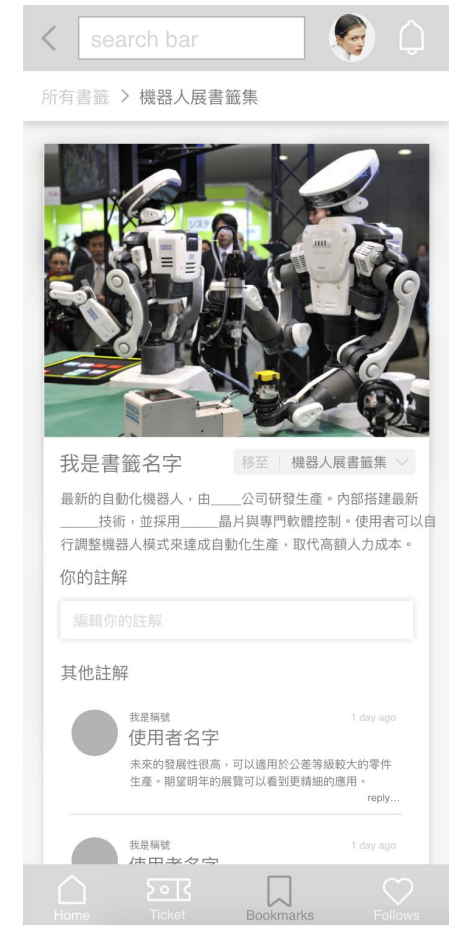 search bar
所有書籤 > 機器人展書籤集
システ
我是書籤名字
移至 | 機器人展書籤集
最新的自動化機器人，由____公司研發生產。內部搭建最新
______技術，並採用_____晶片與專門軟體控制。使用者可以自
行調整機器人模式來達成自動化生產，取代高額人力成本。
你的註解
編輯你的註解
其他註解
我是稱號
1 day ago
使用者名字
未來的發展性很高，可以適用於公差等級較大的零件
生產。期望明年的展覽可以看到更精細的應用。
reply...
我是稱號
1 day ago
使用者名字
Home
Ticket
Bookmarks
Follows